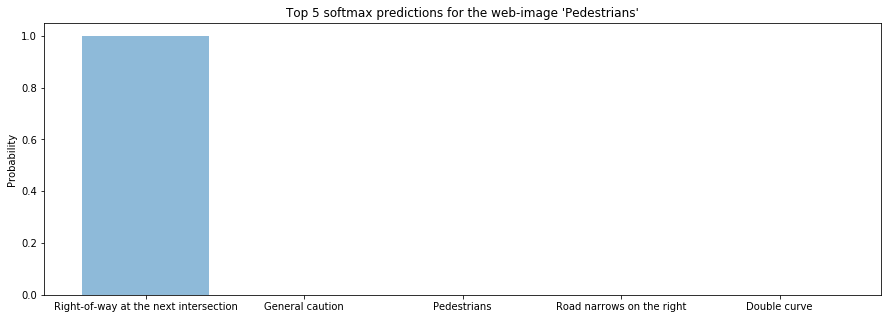 Top 5 softmax predictions for the web-image 'Pedestrians'
Probability
1.0
0.8
0.6
0.4
0.2
0.0
Right-of-way at the next intersection General caution Pedestrians Road narrows on the right Double curve